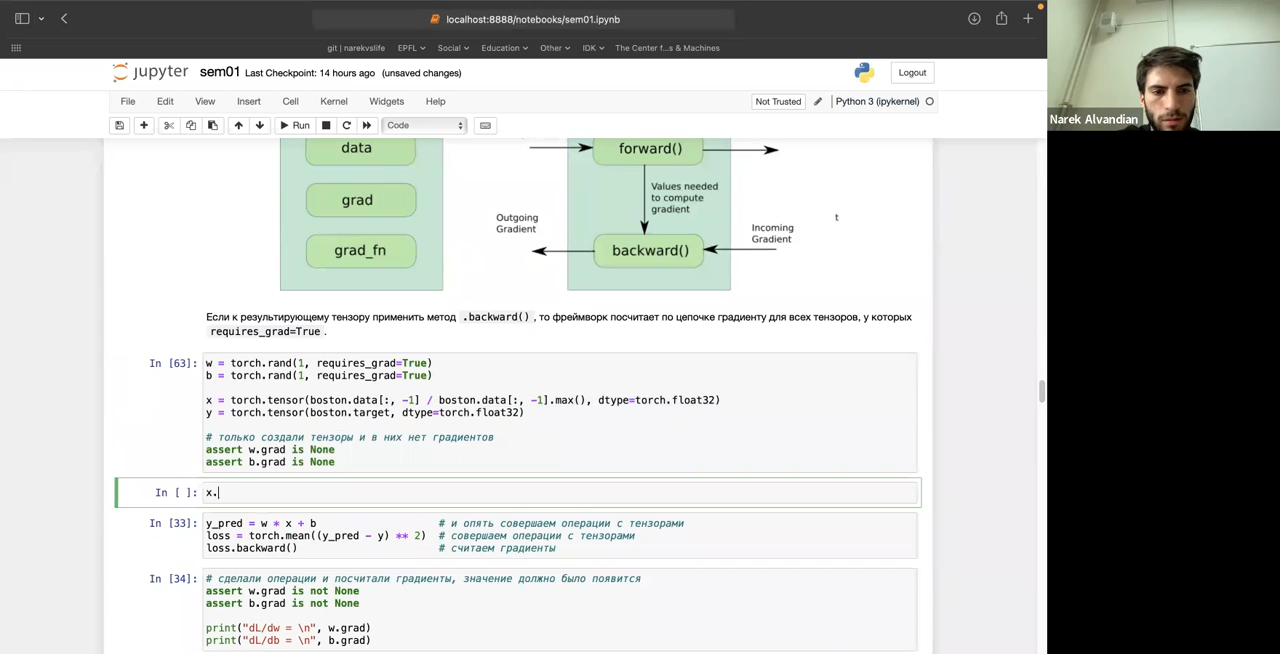 localhost:8888/notebooks/sem01.ipynb
git | narekvslife EPFL Social Education Other IDK The Center f...s & Machines
jupyter sem01 Last Checkpoint: 14 hours ago (unsaved changes) Logout
Narek Alvandian
File Edit View Insert Cell Kernel Widgets Help Not Trusted Python 3 (ipykernel)
Run Code
data forward()
Values needed
to compute
gradient
grad
Outgoing
Gradient
t
Incoming
Gradient
grad_fn backward()
Если к результирующему тензору применить метод .backward() , то фреймворк посчитает по цепочке градиенту для всех тензоров, у которых
requires_grad=True .
In [63]: w = torch.rand(1, requires_grad=True)
b = torch.rand(1, requires_grad=True)
x = torch.tensor(boston.data[:, -1] / boston.data[:, -1].max(), dtype=torch.float32)
y = torch.tensor(boston.target, dtype=torch.float32)
# только создали тензоры и в них нет градиентов
assert w.grad is None
assert b.grad is None
In [ ]: x.
In [33]: y_pred = w * x + b # и опять совершаем операции с тензорами
loss = torch.mean((y_pred - y) ** 2) # совершаем операции с тензорами
loss.backward() # считаем градиенты
In [34]: # сделали операции и посчитали градиенты, значение должно было появится
assert w.grad is not None
assert b.grad is not None
print("dL/dw = \n", w.grad)
print("dL/db = \n", b.grad)